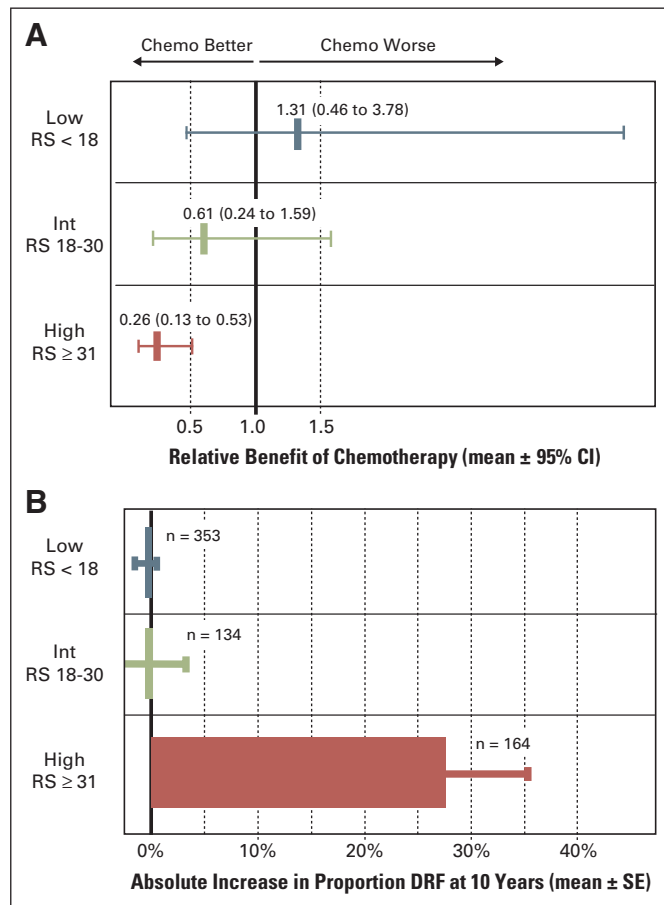 A
Chemo Better
Chemo Worse
Low
RS < 18
1.31 (0.46 to 3.78)
Int
RS 18-30
0.61 (0.24 to 1.59)
High
RS ≥ 31
0.26 (0.13 to 0.53)
0.5
1.0
1.5
Relative Benefit of Chemotherapy (mean ± 95% CI)
B
Low
RS < 18
n = 353
Int
RS 18-30
n = 134
High
RS ≥ 31
n = 164
0%
10%
20%
30%
40%
Absolute Increase in Proportion DRF at 10 Years (mean ± SE)